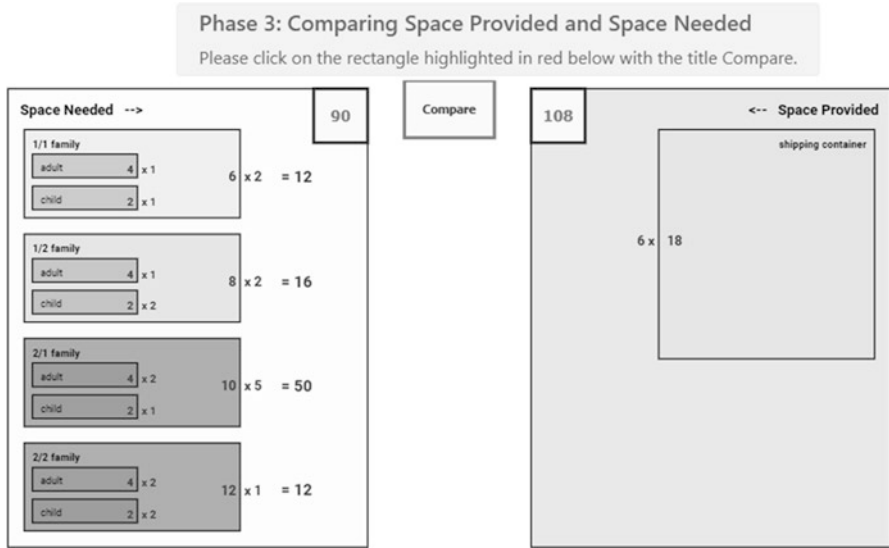 Phase 3: Comparing Space Provided and Space Needed
Please click on the rectangle highlighted in red below with the title Compare.
Space Needed -->
90
1/1 family
adult 4 x 1
child 2 x 1
6 x 2 = 12
1/2 family
adult 4 x 1
child 2 x 2
8 x 2 = 16
2/1 family
adult 4 x 2
child 2 x 1
10 x 5 = 50
2/2 family
adult 4 x 2
child 2 x 2
12 x 1 = 12
Compare
108
<-- Space Provided
shipping container
6 x 18